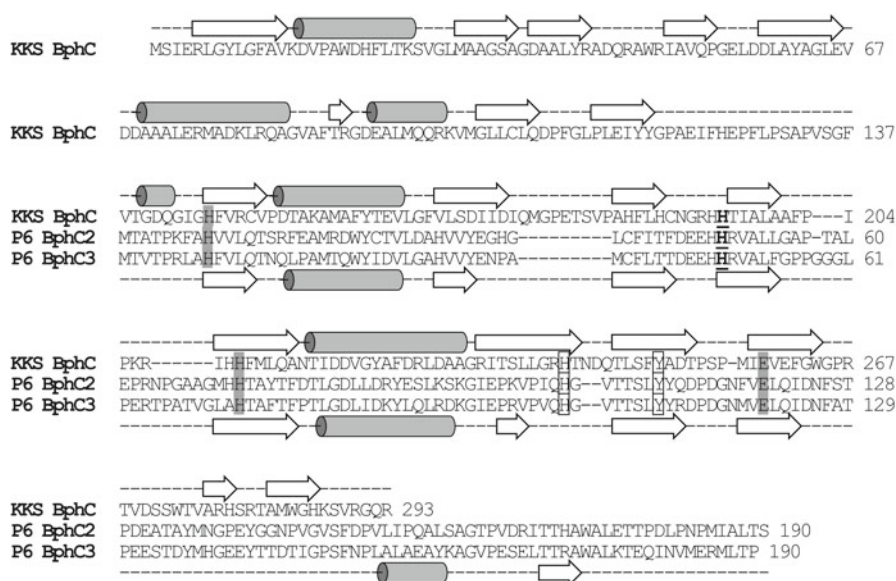 KKS BphC MSIERLGYLGFAVKDVPAWDHFLTKSVGLMAAGSAGDAALYRADQRAWRIAVQPGELDDLAYAGLEV 67
KKS BphC DDAAALERMADKLRQAGVAFTRGDEALMQQRKVMGLLCLQDPFGLPLEIYYGPAEIFHEPFLPSAPVSGF 137
KKS BphC VTGDQGIGHFVRCVPDTAKAMAFYTEVLGFVLSDIIDIQMGPETSVPAHFLHCNGRHHTIALAAFP---I 204
P6 BphC2 MTATPKFAHVVLQTSRFEAMRDWYCTVLDAHVVYEGHG---------LCFITFDEEHHRVALLGAP-TAL 60
P6 BphC3 MTVTPRLAHFVLQTNQLPAMTQWYIDVLGAHVVYENPA---------MCFLTTDEEHHRVALFGPPGGGL 61
KKS BphC PKR------IHHFMLQANTIDDVGYAFDRLDAAGRITSLLGRHTNDQTLSFYADTPSP-MIEVEFGWGPR 267
P6 BphC2 EPRNPGAAGMHHTAYTFDTLGDLLDRYESLKSKGIEPKVPIQHG--VTTSIYYQDPDGNFVELQIDNFST 128
P6 BphC3 PERTPATVGLAHTAFTFPTLGDLIDKYLQLRDKGIEPRVPVQHG--VTTSLYYRDPDGNMVELQIDNFAT 129
KKS BphC TVDSSWTVARHSRTAMWGHKSVRGQR 293
P6 BphC2 PDEATAYMNGPEYGGNPVGVSFDPVLIPQALSAGTPVDRITTHAWALETTPDLPNPMIALTS 190
P6 BphC3 PEESTDYMHGEEYTTDTIGPSFNPLALAEAYKAGVPESELTTRAWALKTEQINVMERMLTP 190